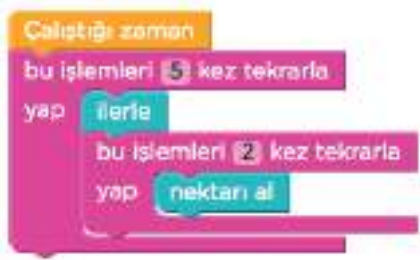 Çalıştığı zaman
bu işlemleri 5 kez tekrarla
yap ilerle
bu işlemleri 2 kez tekrarla
yap nektarı al